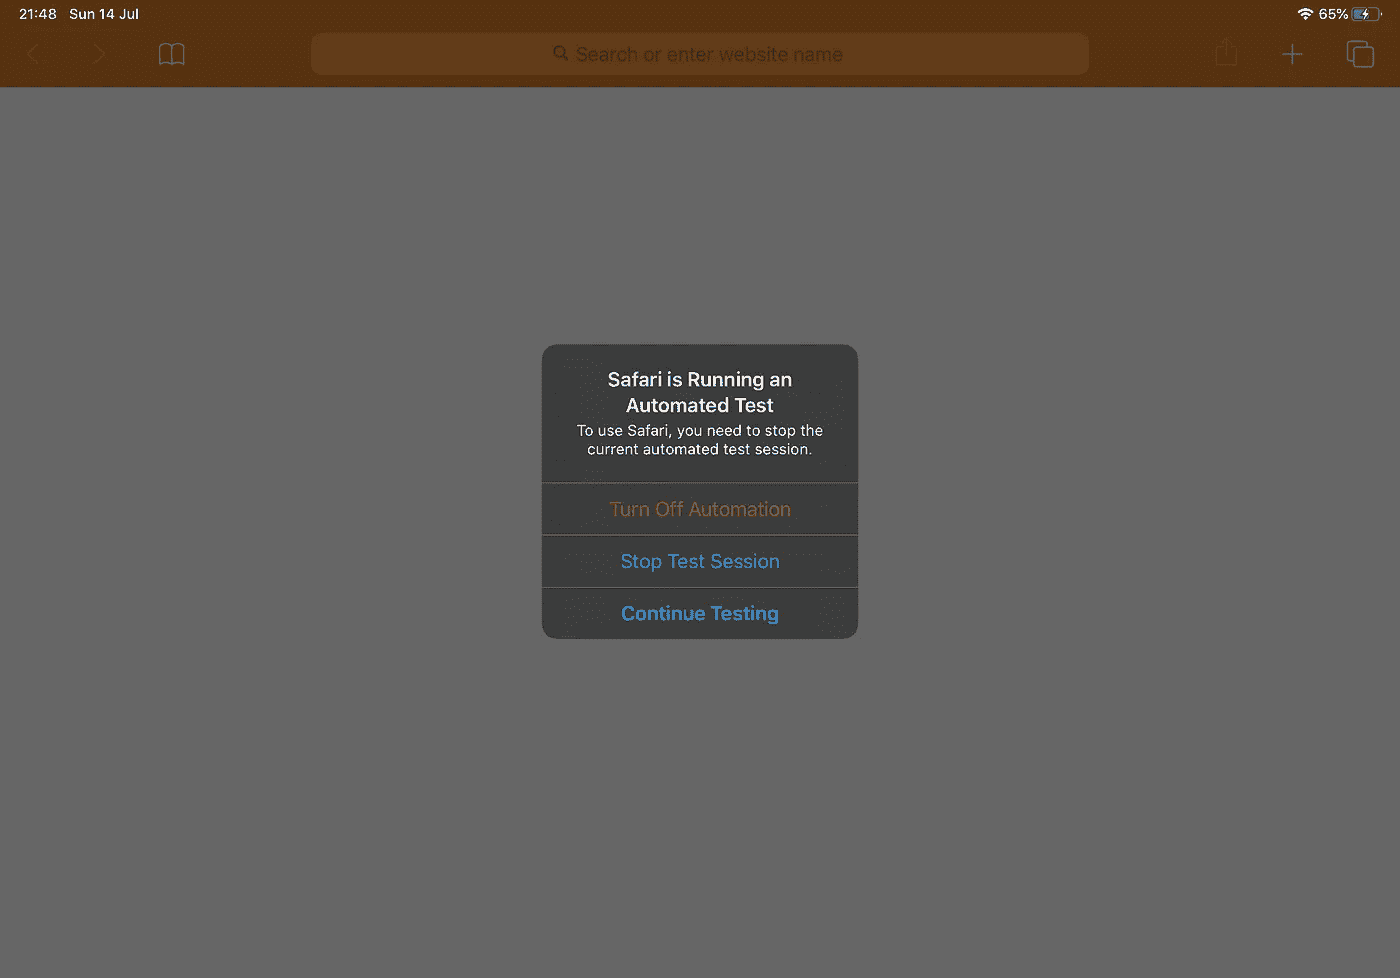 21:48 Sun 14 Jul
65%
Search or enter website name
Safari is Running an
Automated Test
To use Safari, you need to stop the
current automated test session.
Turn Off Automation
Stop Test Session
Continue Testing